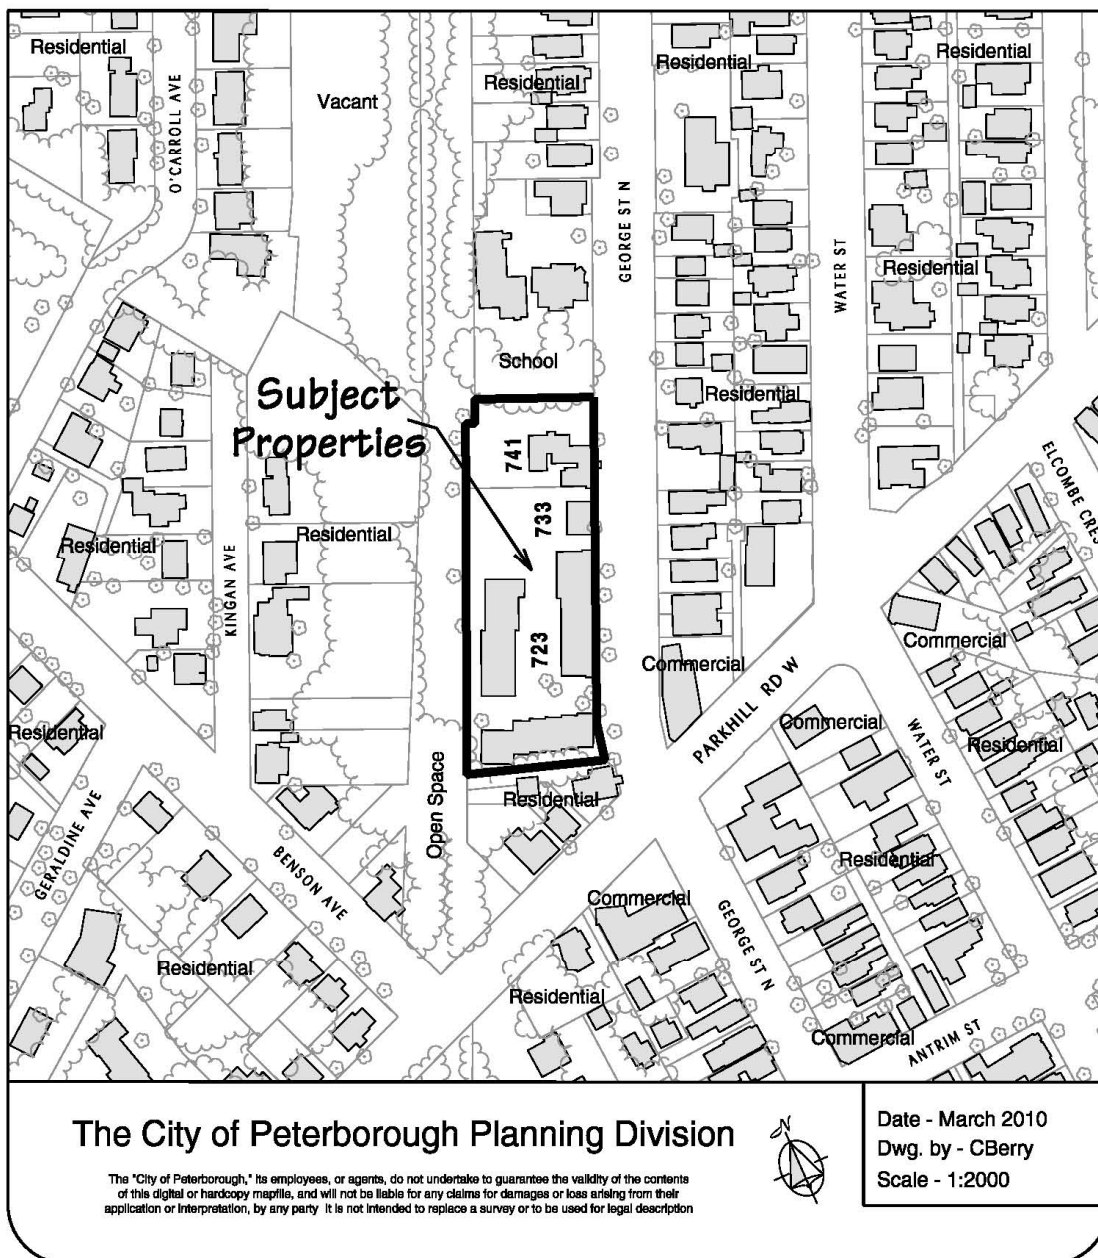 Residential
O'CARROLL AVE
Vacant
Residential
GEORGE ST N
Residential
WATER ST
Residential
Residential
School
Subject
Properties
741
733
723
Residential
Residential
Residential
KINGAN AVE
Residential
ELCOMBE CRES
Commercial
Commercial
PARKHILL RD W
Commercial
WATER ST
Residential
Residential
Open Space
Residential
GERALDINE AVE
BENSON AVE
Residential
Commercial
GEORGE ST N
Residential
Residential
Commercial
ANTRIM ST
The City of Peterborough Planning Division
The "City of Peterborough," its employees, or agents, do not undertake to guarantee the validity of the contents
of this digital or hardcopy mapfile, and will not be liable for any claims for damages or loss arising from their
application or interpretation, by any party It is not intended to replace a survey or to be used for legal description
N
Date - March 2010
Dwg. by - CBerry
Scale - 1:2000